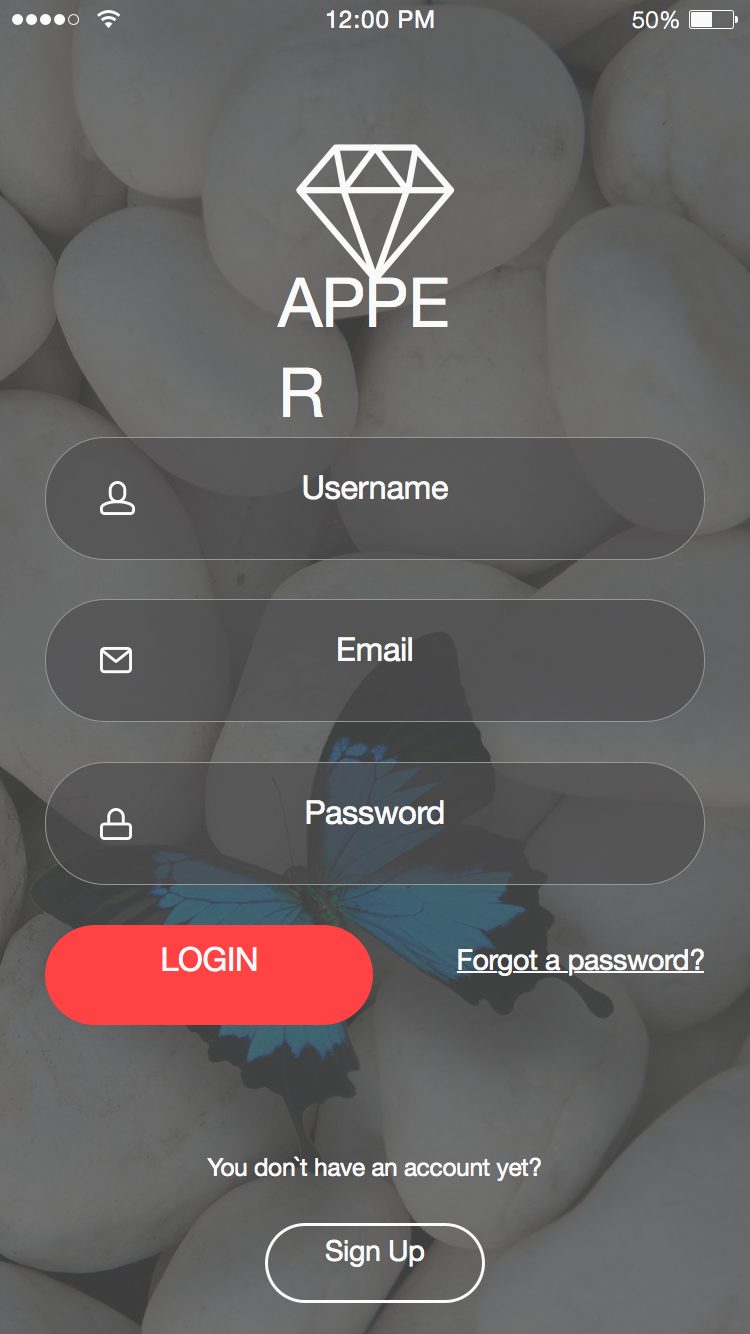 12:00 PM 50%
APPE
R
Username
Email
Password
LOGIN Forgot a password?
You don`t have an account yet?
Sign Up